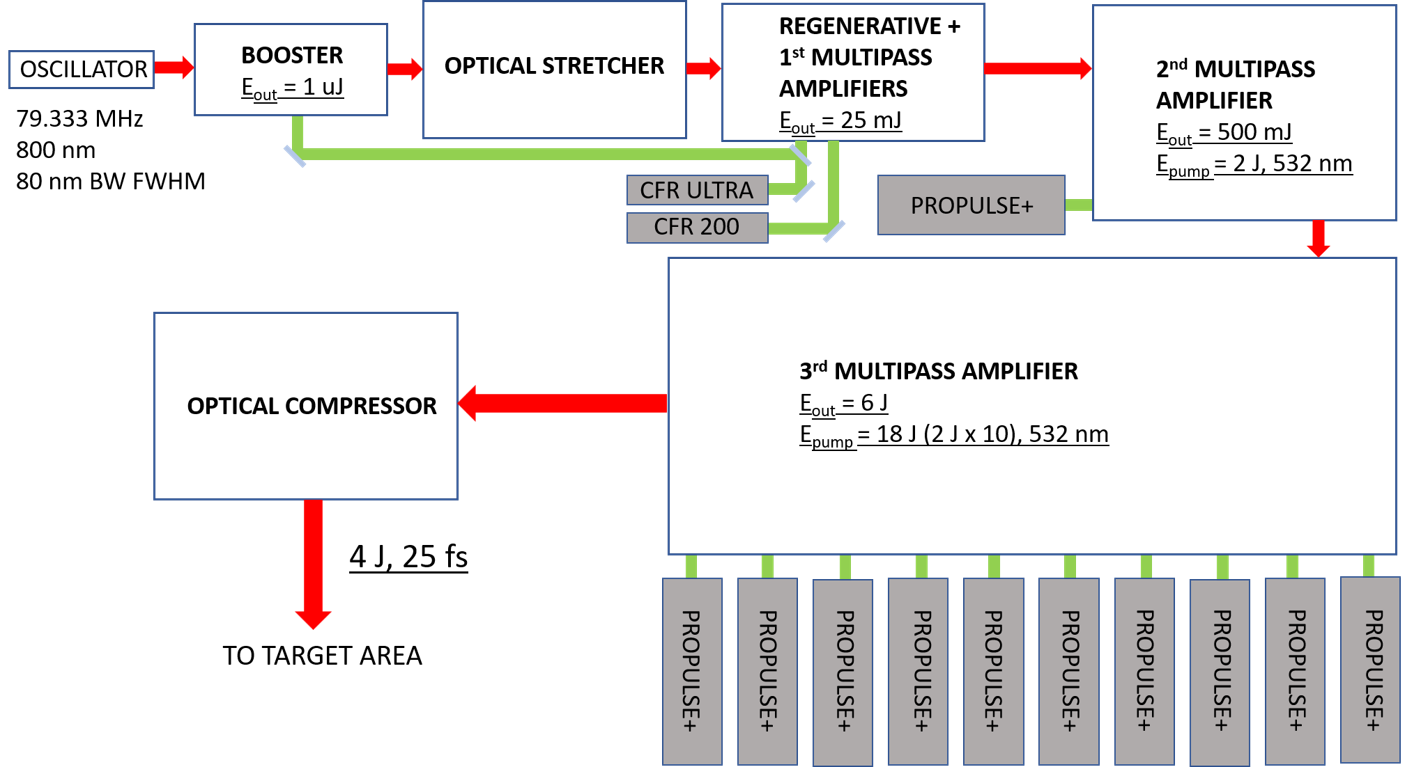 OSCILLATOR
79.333 MHz
800 nm
80 nm BW FWHM
BOOSTER
Eout = 1 uJ
OPTICAL STRETCHER
REGENERATIVE +
1st MULTIPASS
AMPLIFIERS
Eout = 25 mJ
2nd MULTIPASS
AMPLIFIER
Eout = 500 mJ
Epump = 2 J, 532 nm
CFR ULTRA
CFR 200
PROPULSE+
3rd MULTIPASS AMPLIFIER
Eout = 6 J
Epump = 18 J (2 J x 10), 532 nm
OPTICAL COMPRESSOR
4 J, 25 fs
TO TARGET AREA
PROPULSE+
PROPULSE+
PROPULSE+
PROPULSE+
PROPULSE+
PROPULSE+
PROPULSE+
PROPULSE+
PROPULSE+
PROPULSE+